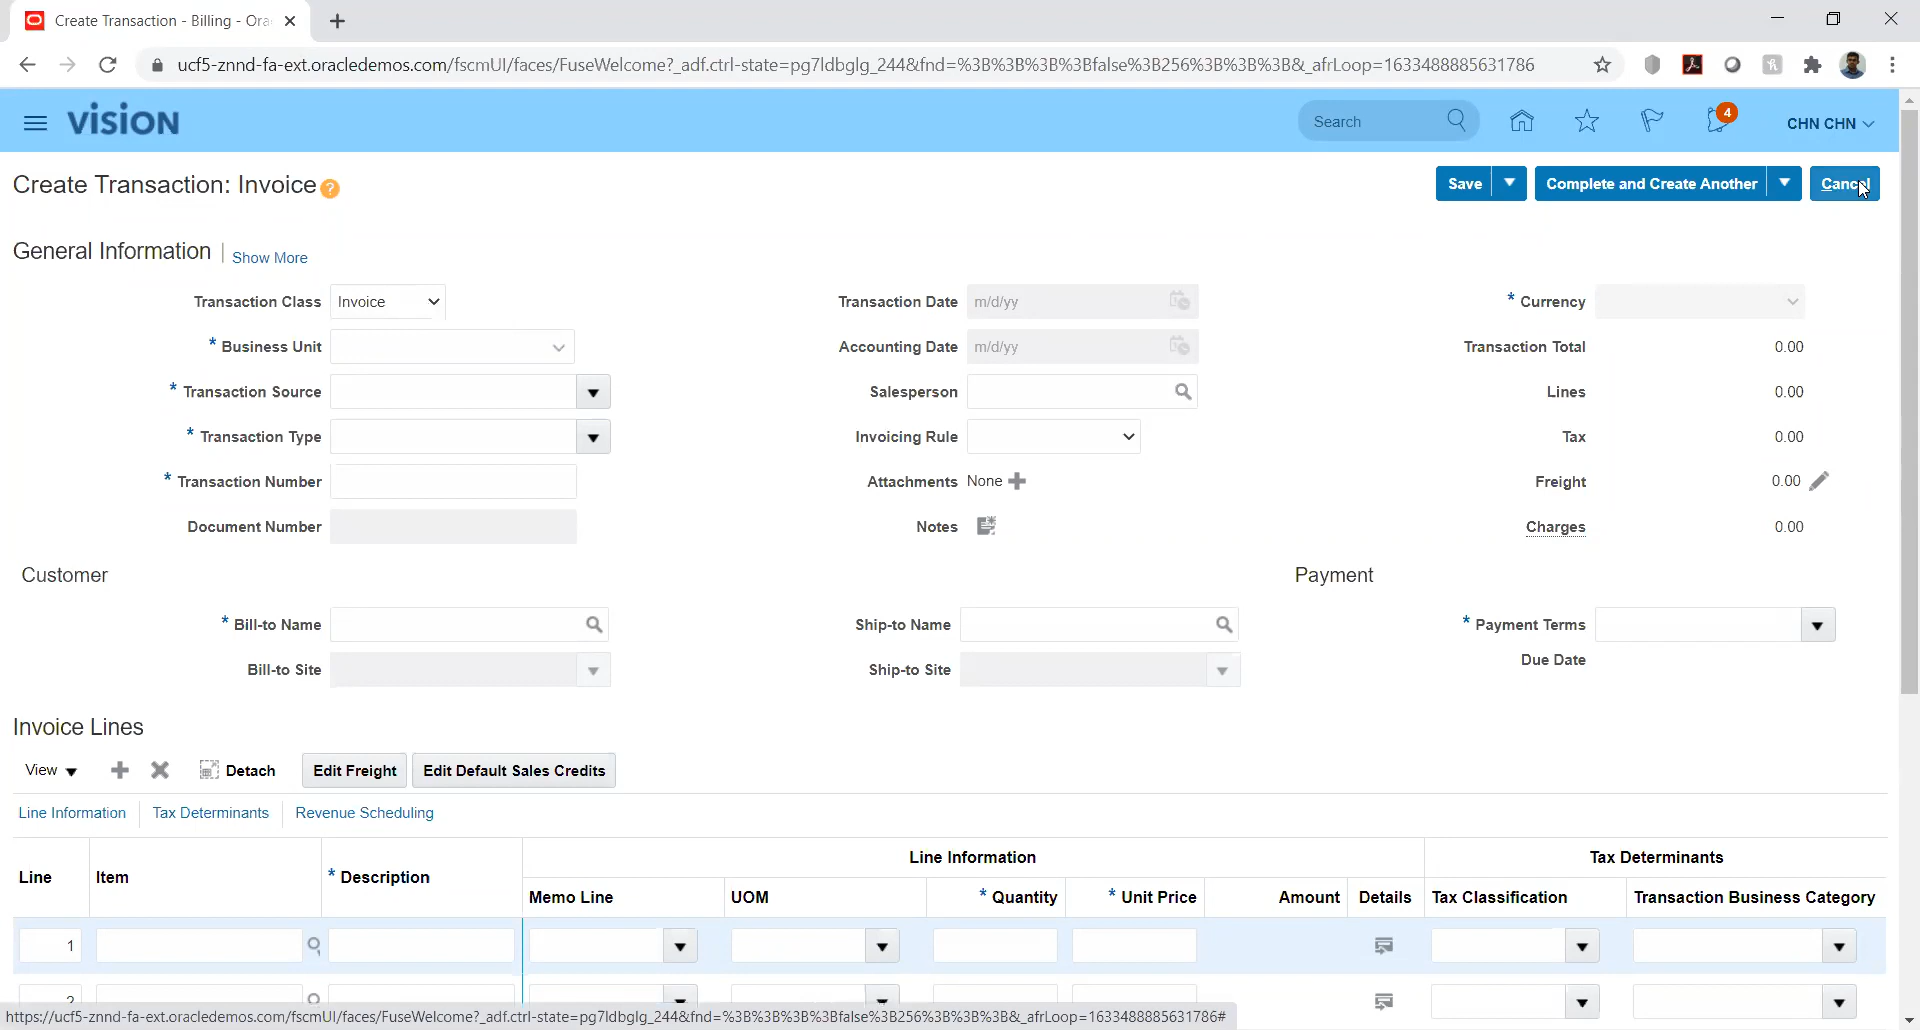 Create Transaction - Billing - Ora
ucf5-znnd-fa-ext.oracledemos.com/fscmUI/faces/FuseWelcome?_adf.ctrl-state=pg7ldbglg_244&fnd=%3B%3B%3B%3Bfalse%3B256%3B%3B%3B&_afrLoop=1633488885631786
VISION
Search
4
CHN CHN
Create Transaction: Invoice ?
Save
Complete and Create Another
Cancel
General Information | Show More
Transaction Class Invoice
Transaction Date m/d/yy
* Currency
* Business Unit
Accounting Date m/d/yy
Transaction Total 0.00
* Transaction Source
Salesperson
Lines 0.00
* Transaction Type
Invoicing Rule
Tax 0.00
* Transaction Number
Attachments None
Freight 0.00
Document Number
Notes
Charges 0.00
Customer
Payment
* Bill-to Name
Ship-to Name
* Payment Terms
Bill-to Site
Ship-to Site
Due Date
Invoice Lines
View
Detach
Edit Freight
Edit Default Sales Credits
Line Information
Tax Determinants
Revenue Scheduling
Line Information
Tax Determinants
Line
Item
* Description
Memo Line
UOM
* Quantity
* Unit Price
Amount
Details
Tax Classification
Transaction Business Category
1
2
https://ucf5-znnd-fa-ext.oracledemos.com/fscmUI/faces/FuseWelcome?_adf.ctrl-state=pg7ldbglg_244&fnd=%3B%3B%3B%3Bfalse%3B256%3B%3B%3B&_afrLoop=1633488885631786#